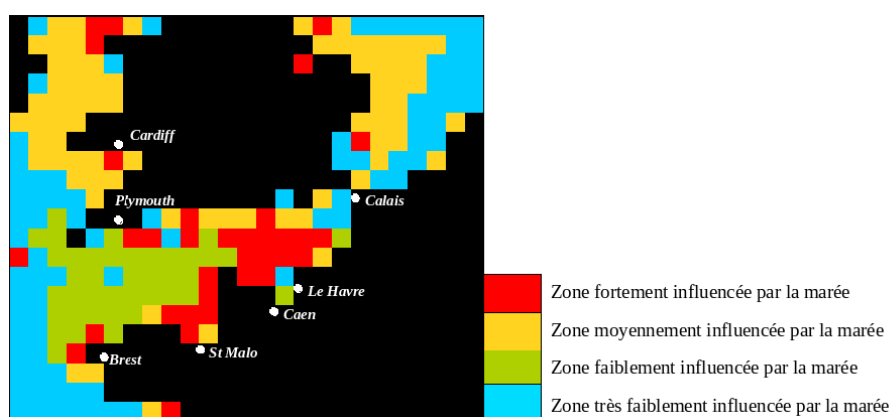 Cardiff
Plymouth
Calais
Le Havre
Caen
St Malo
Brest
Zone fortement influencée par la marée
Zone moyennement influencée par la marée
Zone faiblement influencée par la marée
Zone très faiblement influencée par la marée